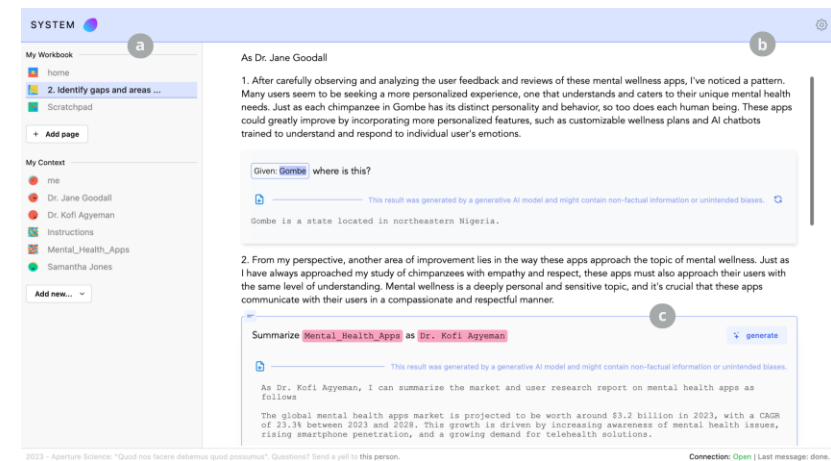 SYSTEM
a
b
My Workbook
home
2. Identify gaps and areas ...
Scratchpad
+ Add page
My Context
me
Dr. Jane Goodall
Dr. Kofi Agyeman
Instructions
Mental_Health_Apps
Samantha Jones
Add new...
As Dr. Jane Goodall
1. After carefully observing and analyzing the user feedback and reviews of these mental wellness apps, I've noticed a pattern.
Many users seem to be seeking a more personalized experience, one that understands and caters to their unique mental health
needs. Just as each chimpanzee in Gombe has its distinct personality and behavior, so too does each human being. These apps
could greatly improve by incorporating more personalized features, such as customizable wellness plans and AI chatbots
trained to understand and respond to individual user's emotions.
Given: Gombe where is this?
This result was generated by a generative AI model and might contain non-factual information or unintended biases.
Gombe is a state located in northeastern Nigeria.
2. From my perspective, another area of improvement lies in the way these apps approach the topic of mental wellness. Just as
I have always approached my study of chimpanzees with empathy and respect, these apps must also approach their users with
the same level of understanding. Mental wellness is a deeply personal and sensitive topic, and it's crucial that these apps
communicate with their users in a compassionate and respectful manner.
c
Summarize Mental_Health_Apps as Dr. Kofi Agyeman
generate
This result was generated by a generative AI model and might contain non-factual information or unintended biases.
As Dr. Kofi Agyeman, I can summarize the market and user research report on mental health apps as
follows
The global mental health apps market is projected to be worth around $3.2 billion in 2023, with a CAGR
of 23.3% between 2023 and 2028. This growth is driven by increasing awareness of mental health issues,
rising smartphone penetration, and a growing demand for telehealth solutions.
2023 - Aperture Science: "Quod nos facere debemus quod possumus". Questions? Send a yell to this person.
Connection: Open | Last message: done.